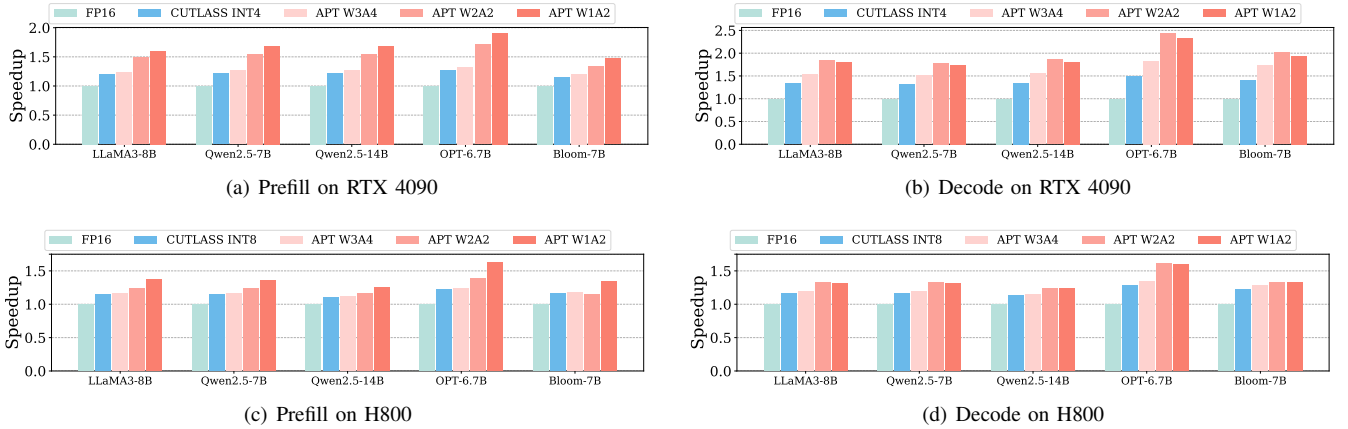 FP16 CUTLASS INT4 APT W3A4 APT W2A2 APT W1A2
Speedup
2.0
1.5
1.0
0.5
0.0
LLaMA3-8B Qwen2.5-7B Qwen2.5-14B OPT-6.7B Bloom-7B
(a) Prefill on RTX 4090
FP16 CUTLASS INT4 APT W3A4 APT W2A2 APT W1A2
Speedup
2.5
2.0
1.5
1.0
0.5
0.0
LLaMA3-8B Qwen2.5-7B Qwen2.5-14B OPT-6.7B Bloom-7B
(b) Decode on RTX 4090
FP16 CUTLASS INT8 APT W3A4 APT W2A2 APT W1A2
Speedup
1.5
1.0
0.5
0.0
LLaMA3-8B Qwen2.5-7B Qwen2.5-14B OPT-6.7B Bloom-7B
(c) Prefill on H800
FP16 CUTLASS INT8 APT W3A4 APT W2A2 APT W1A2
Speedup
1.5
1.0
0.5
0.0
LLaMA3-8B Qwen2.5-7B Qwen2.5-14B OPT-6.7B Bloom-7B
(d) Decode on H800